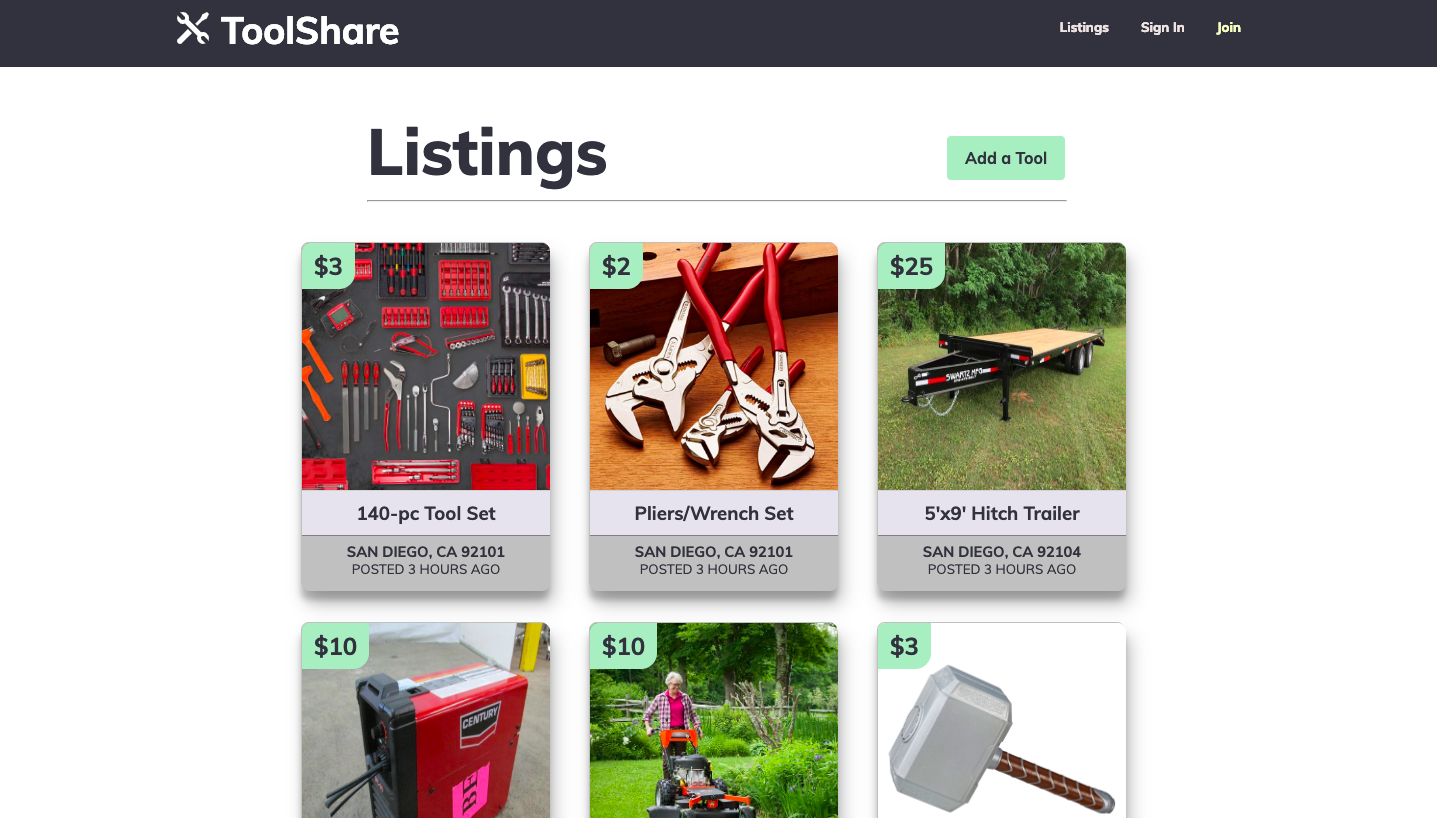 ToolShare
Listings
Sign In
Join
Listings
Add a Tool
$3
$2
$25
SWARTZ MFG
140-pc Tool Set
Pliers/Wrench Set
5'x9' Hitch Trailer
SAN DIEGO, CA 92101
SAN DIEGO, CA 92101
SAN DIEGO, CA 92104
POSTED 3 HOURS AGO
POSTED 3 HOURS AGO
POSTED 3 HOURS AGO
$10
$10
$3
CENTURY